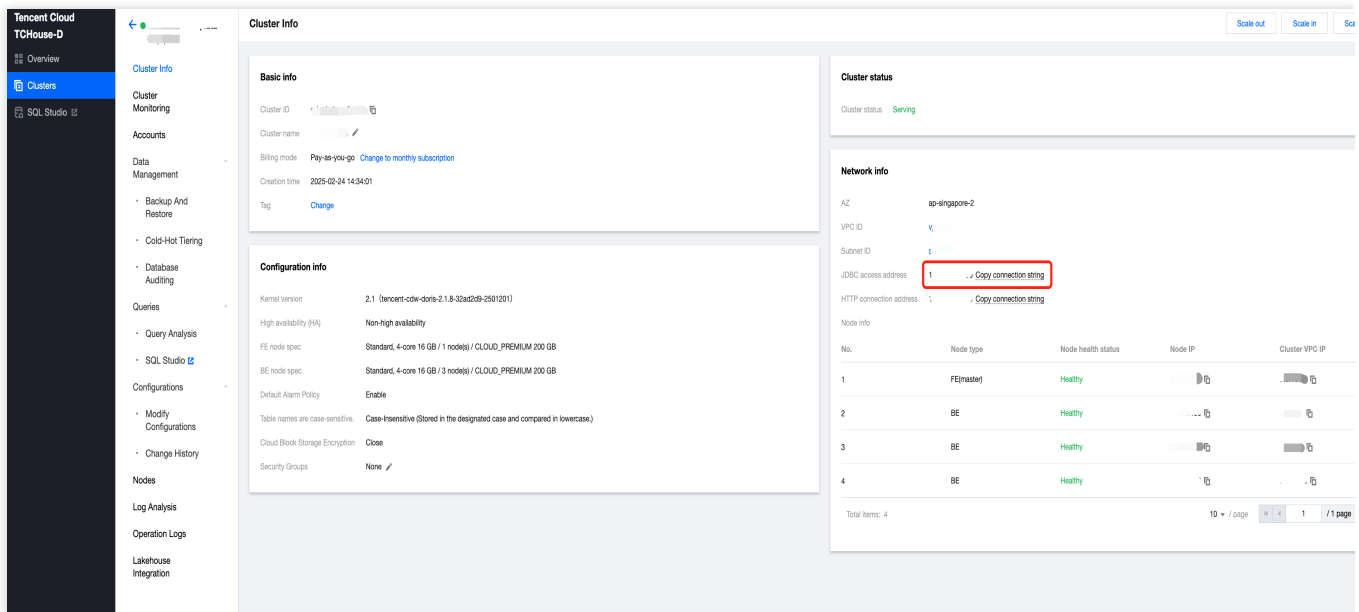 Tencent Cloud
TCHouse-D
Overview
Clusters
SQL Studio
Cluster Info
Cluster
Monitoring
Accounts
Data
Management
Backup And
Restore
Cold-Hot Tiering
Database
Auditing
Queries
Query Analysis
SQL Studio
Configurations
Modify
Configurations
Change History
Nodes
Log Analysis
Operation Logs
Lakehouse
Integration
Cluster Info
Scale out
Scale in
Basic info
Cluster ID
Cluster name
Billing mode Pay-as-you-go Change to monthly subscription
Creation time 2025-02-24 14:34:01
Tag Change
Configuration info
Kernel version 2.1 (tencent-cdw-doris-2.1.8-32ad2d9-2501201)
High availability (HA) Non-high availability
FE node spec Standard, 4-core 16 GB / 1 node(s) / CLOUD_PREMIUM 200 GB
BE node spec Standard, 4-core 16 GB / 3 node(s) / CLOUD_PREMIUM 200 GB
Default Alarm Policy Enable
Table names are case-sensitive. Case-Insensitive (Stored in the designated case and compared in lowercase.)
Cloud Block Storage Encryption Close
Security Groups None
Cluster status
Cluster status Serving
Network info
AZ ap-singapore-2
VPC ID
Subnet ID
JDBC access address Copy connection string
HTTP connection address Copy connection string
Node info
No. Node type Node health status Node IP Cluster VPC IP
1 FE(master) Healthy
2 BE Healthy
3 BE Healthy
4 BE Healthy
Total items: 4 10 / page 1 / 1 page